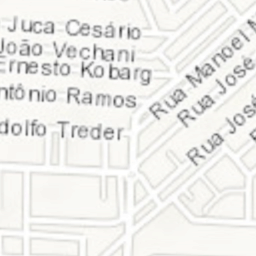 Juca Cesário
João Vechani
Ernesto Kobarg
ntônio Ramos
dolfo Treder
Rua Manoel
Rua José
Rua José